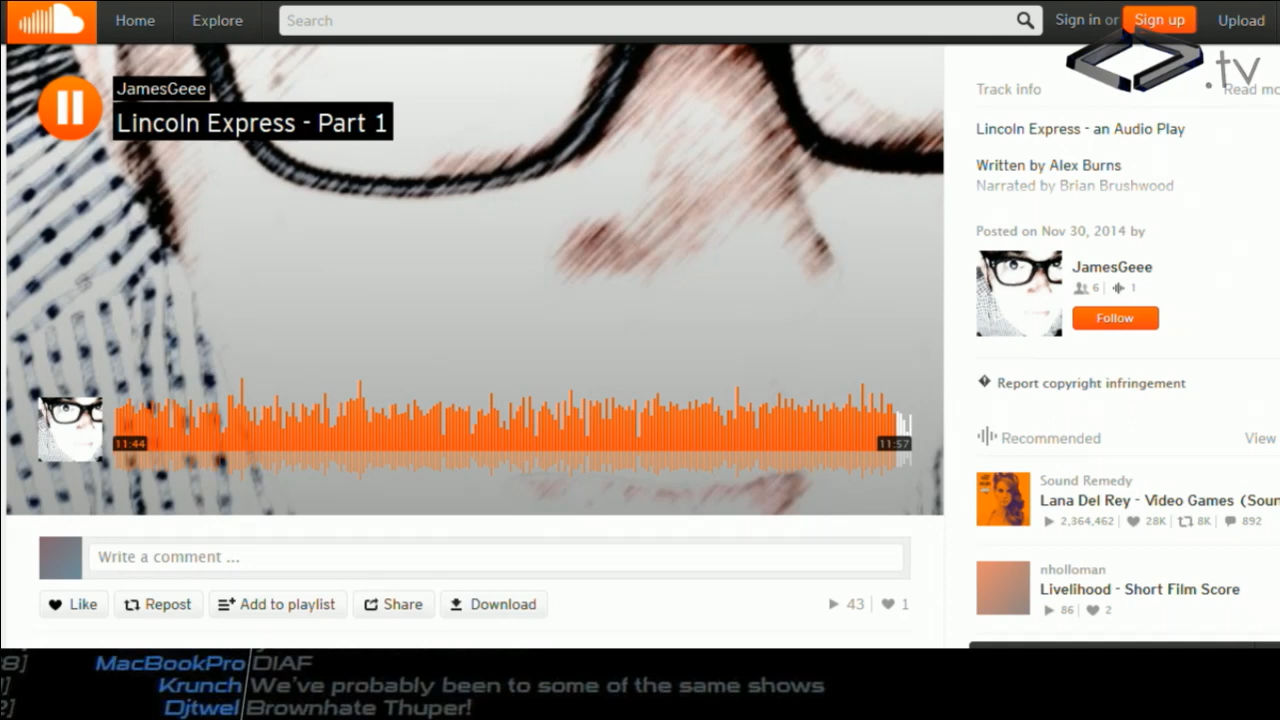 Home
Explore
Search
Sign in or
Sign up
Upload
.tv
JamesGeee
Lincoln Express - Part 1
11:44
11:57
Write a comment ...
Like
Repost
Add to playlist
Share
Download
43
1
Track info
Read mo
Lincoln Express - an Audio Play
Written by Alex Burns
Narrated by Brian Brushwood
Posted on Nov 30, 2014 by
JamesGeee
6
1
Follow
Report copyright infringement
Recommended
View
Sound Remedy
Lana Del Rey - Video Games (Soun
2,364,462 28K 8K 892
nholloman
Livelihood - Short Film Score
86 2
8] MacBookPro DIAF
] Krunch We've probably been to some of the same shows
2] Djtwel Brownhate Thuper!